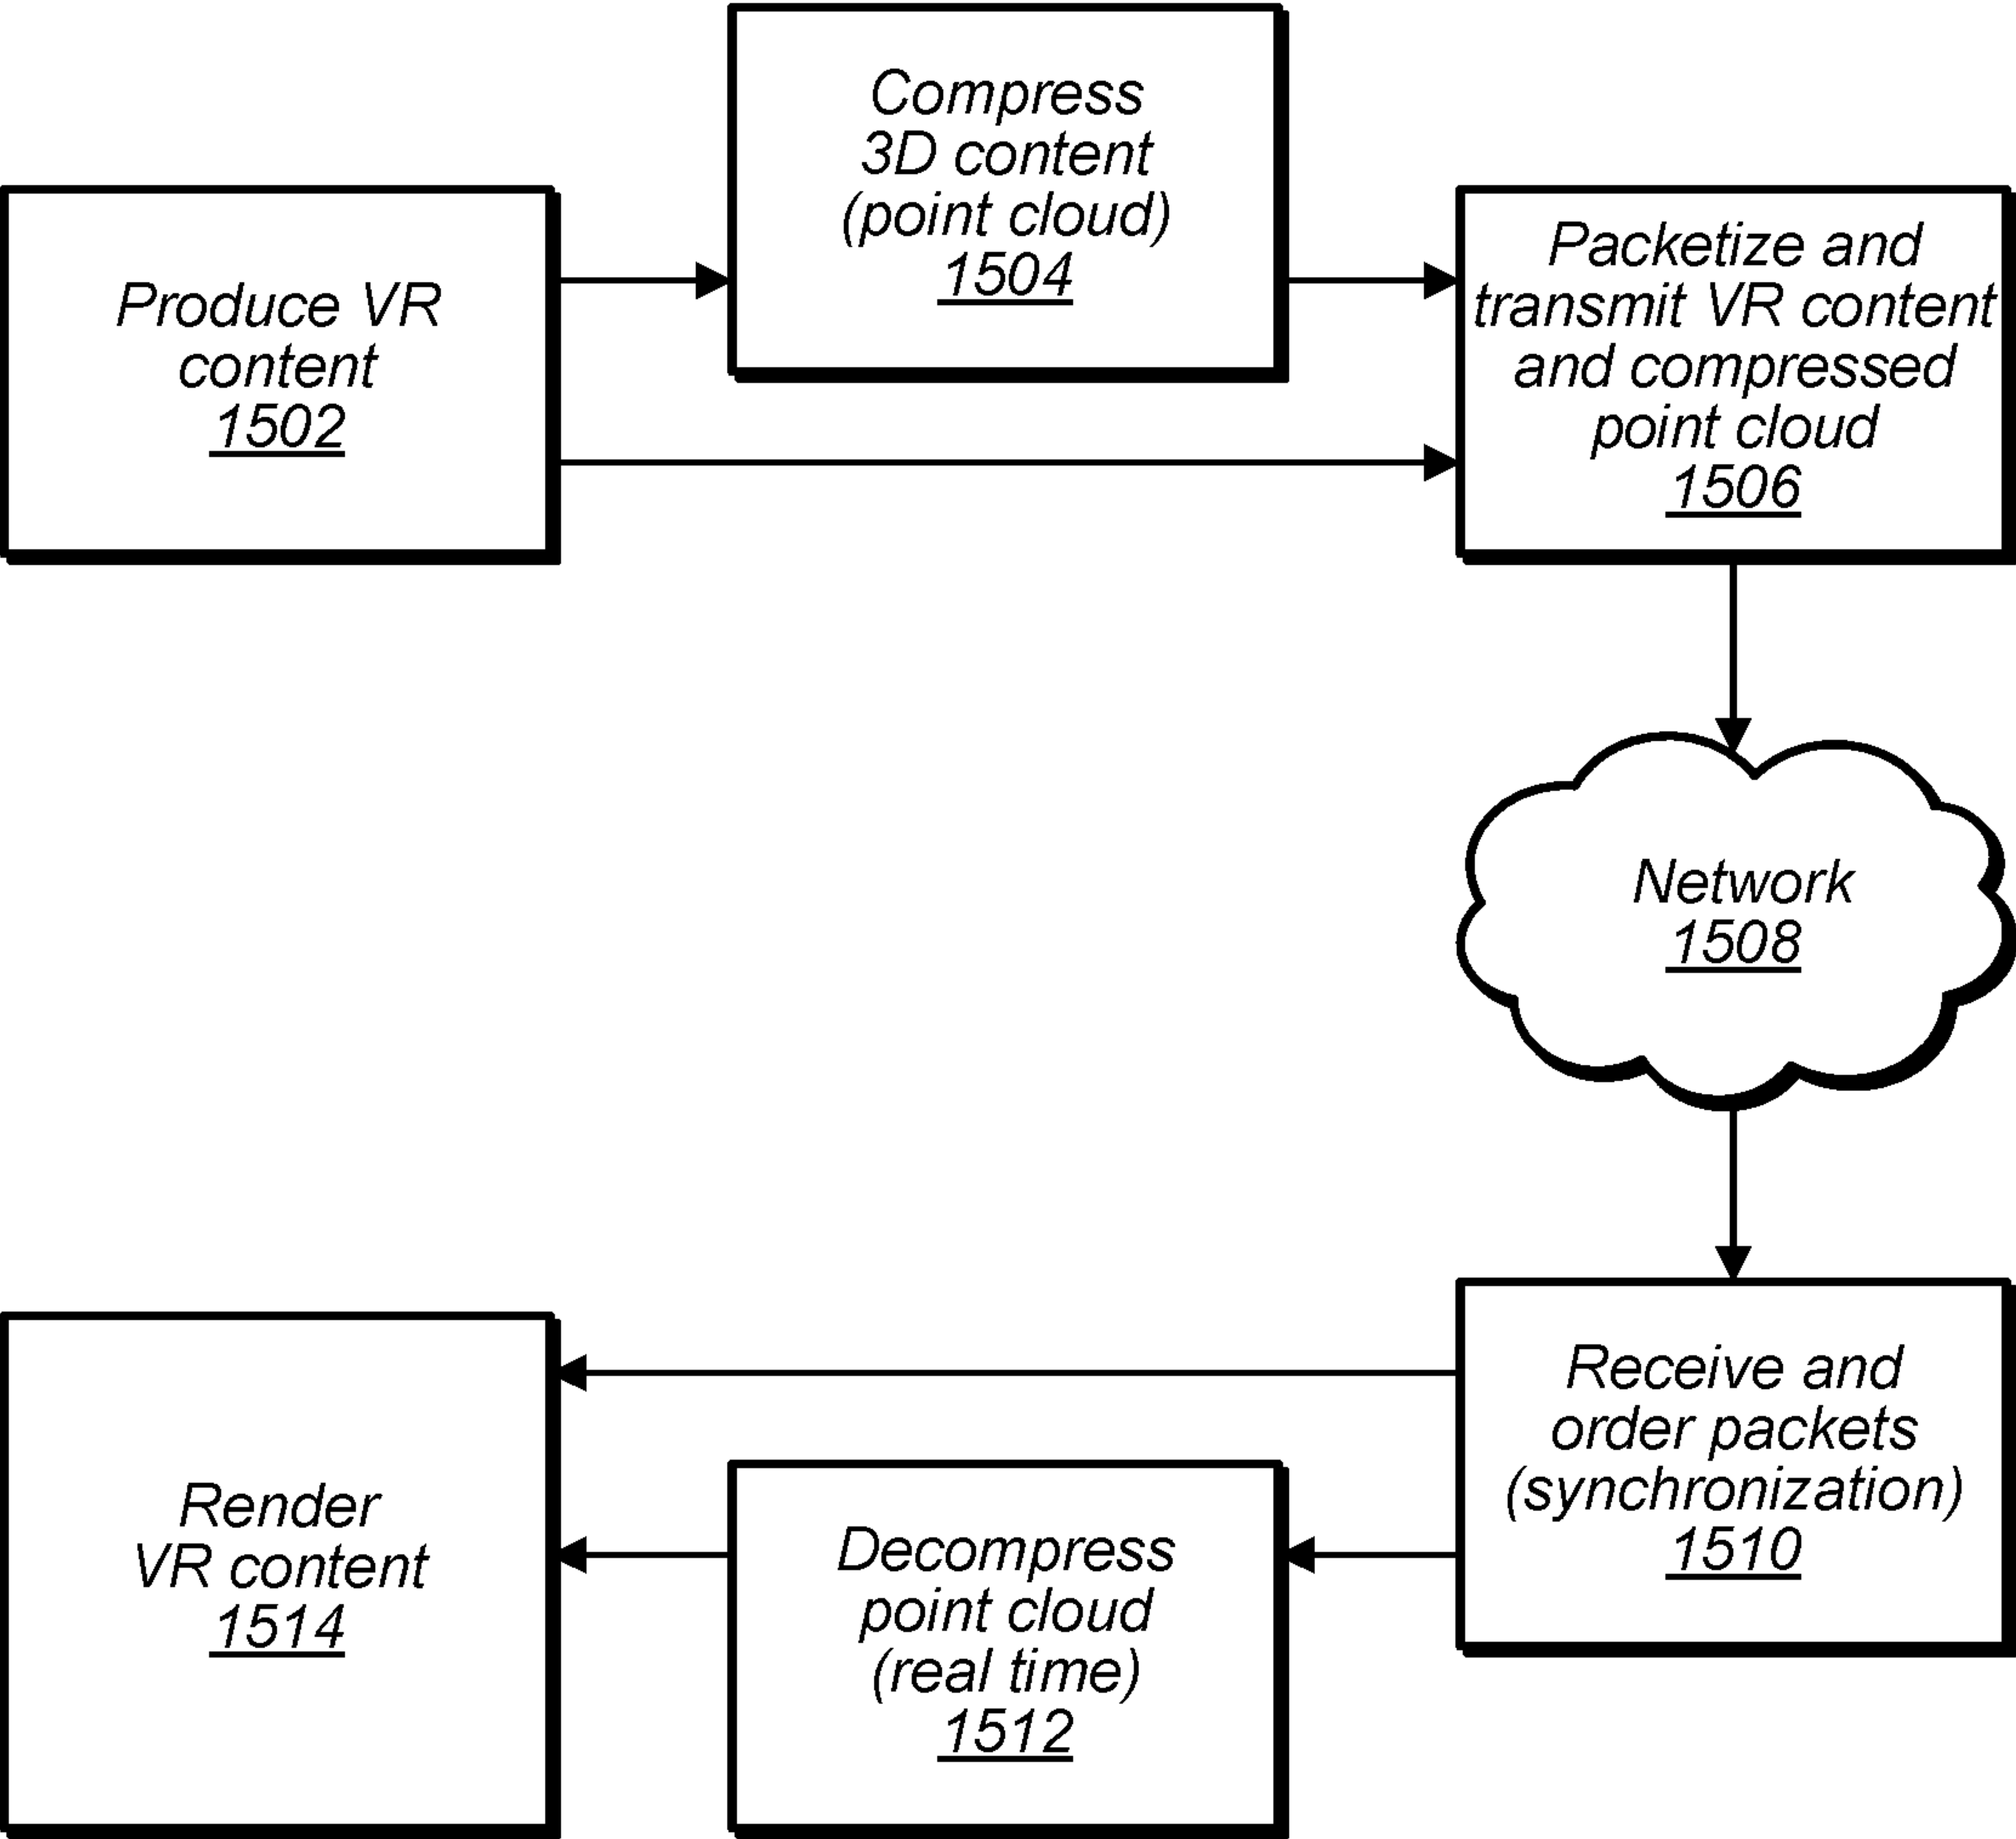 Produce VR
content
1502
Compress
3D content
(point cloud)
1504
Packetize and
transmit VR content
and compressed
point cloud
1506
Network
1508
Receive and
order packets
(synchronization)
1510
Decompress
point cloud
(real time)
1512
Render
VR content
1514